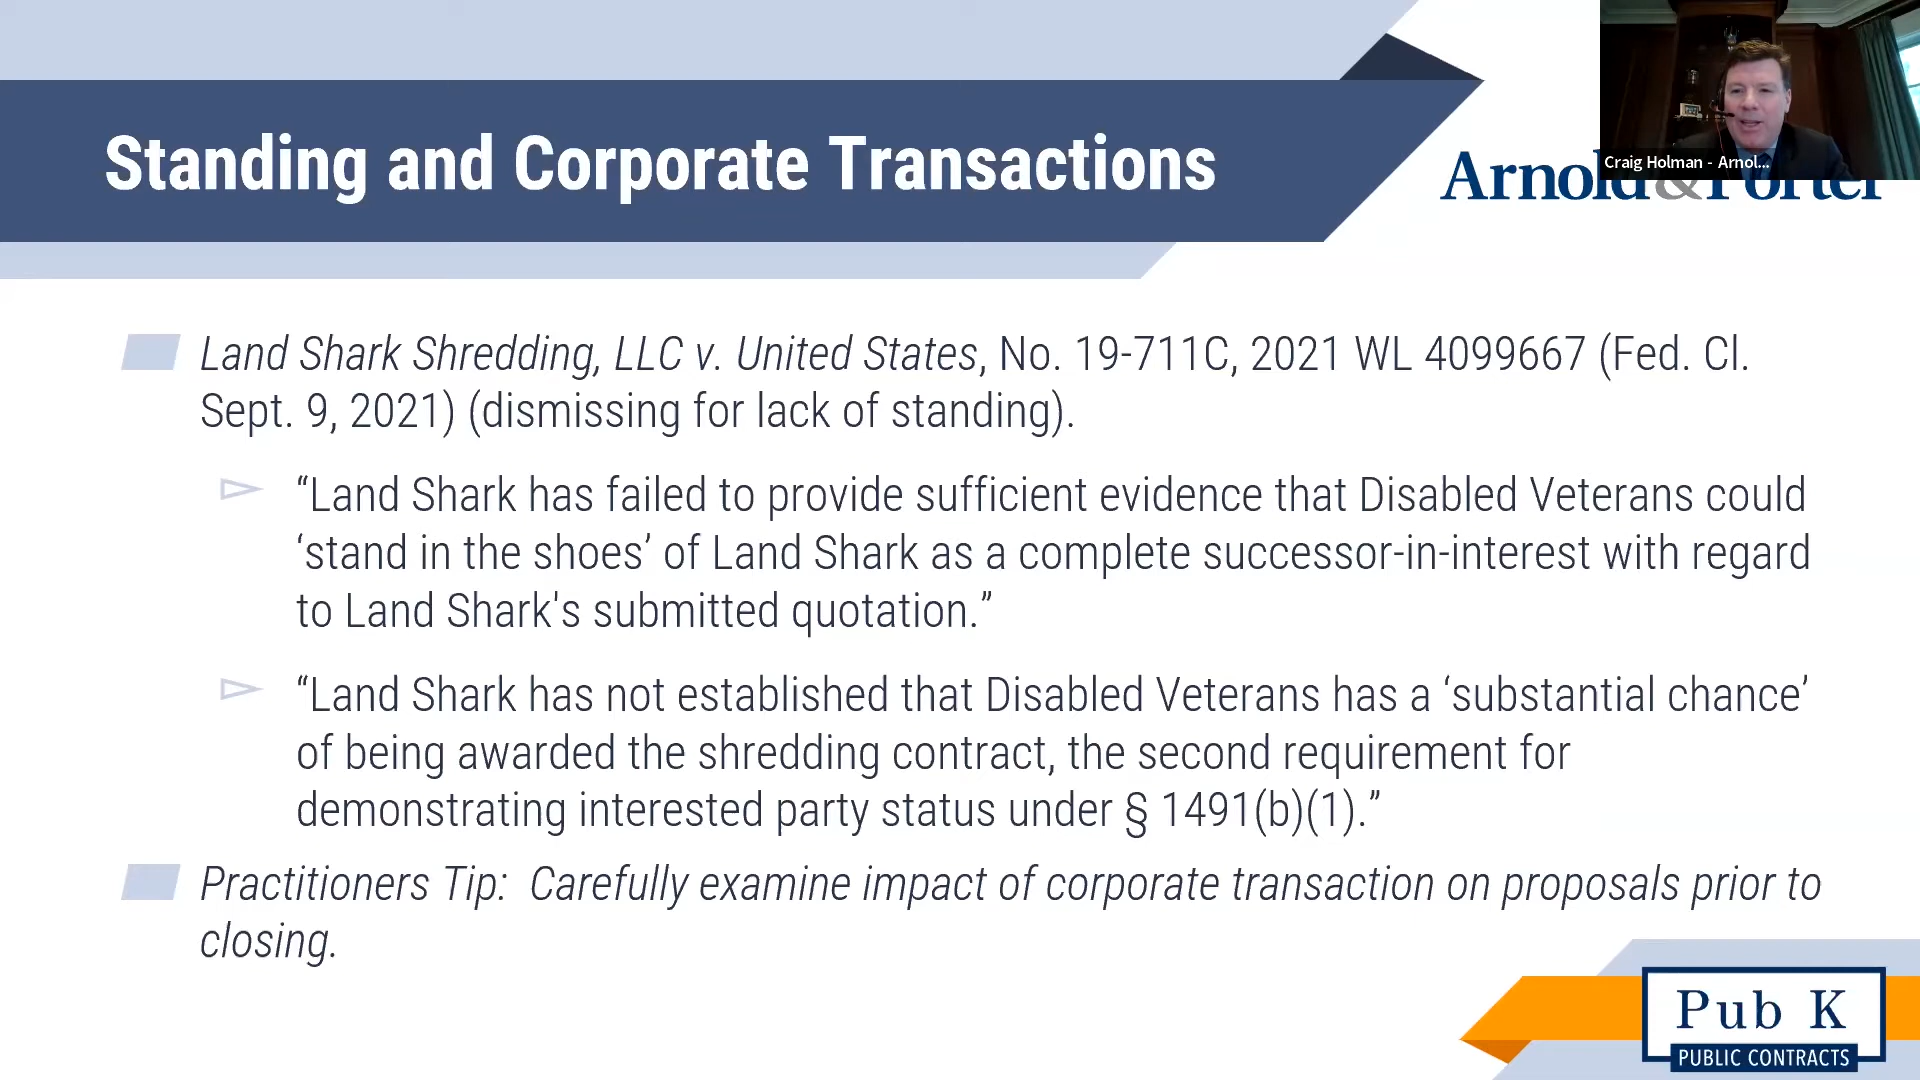 Standing and Corporate Transactions
Craig Holman - Arnol...
Arnold&Porter
Land Shark Shredding, LLC v. United States, No. 19-711C, 2021 WL 4099667 (Fed. Cl.
Sept. 9, 2021) (dismissing for lack of standing).
“Land Shark has failed to provide sufficient evidence that Disabled Veterans could
‘stand in the shoes’ of Land Shark as a complete successor-in-interest with regard
to Land Shark's submitted quotation.”
“Land Shark has not established that Disabled Veterans has a ‘substantial chance’
of being awarded the shredding contract, the second requirement for
demonstrating interested party status under § 1491(b)(1).”
Practitioners Tip:  Carefully examine impact of corporate transaction on proposals prior to
closing.
Pub K
PUBLIC CONTRACTS